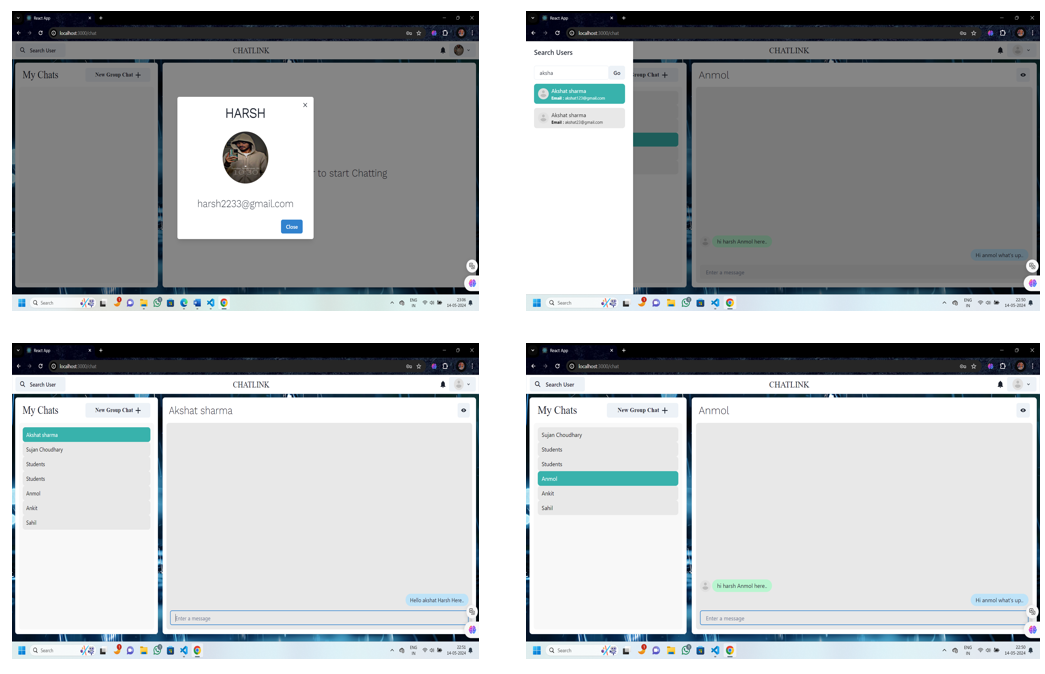 React App
localhost:3000/chat
Search User
CHATLINK
My Chats
New Group Chat +
HARSH
harsh2233@gmail.com
Close
to start Chatting
Search
ENG
IN
14-05-2024
React App
localhost:3000/chat
Search Users
CHATLINK
aksha
Go
Group Chat +
Anmol
Akshat sharma
Email : akshat123@gmail.com
Akshat sharma
Email : akshat23@gmail.com
hi harsh Anmol here..
Hi anmol what's up..
Enter a message
Search
ENG
IN
22:50
14-05-2024
React App
localhost:3000/chat
Search User
CHATLINK
My Chats
New Group Chat +
Akshat sharma
Akshat sharma
Sujan Choudhary
Students
Students
Anmol
Ankit
Sahil
Hello akshat Harsh Here..
Enter a message
Search
ENG
IN
14-05-2024
React App
localhost:3000/chat
Search User
CHATLINK
My Chats
New Group Chat +
Anmol
Sujan Choudhary
Students
Students
Anmol
Ankit
Sahil
hi harsh Anmol here..
Hi anmol what's up..
Enter a message
Search
ENG
IN
22:50
14-05-2024